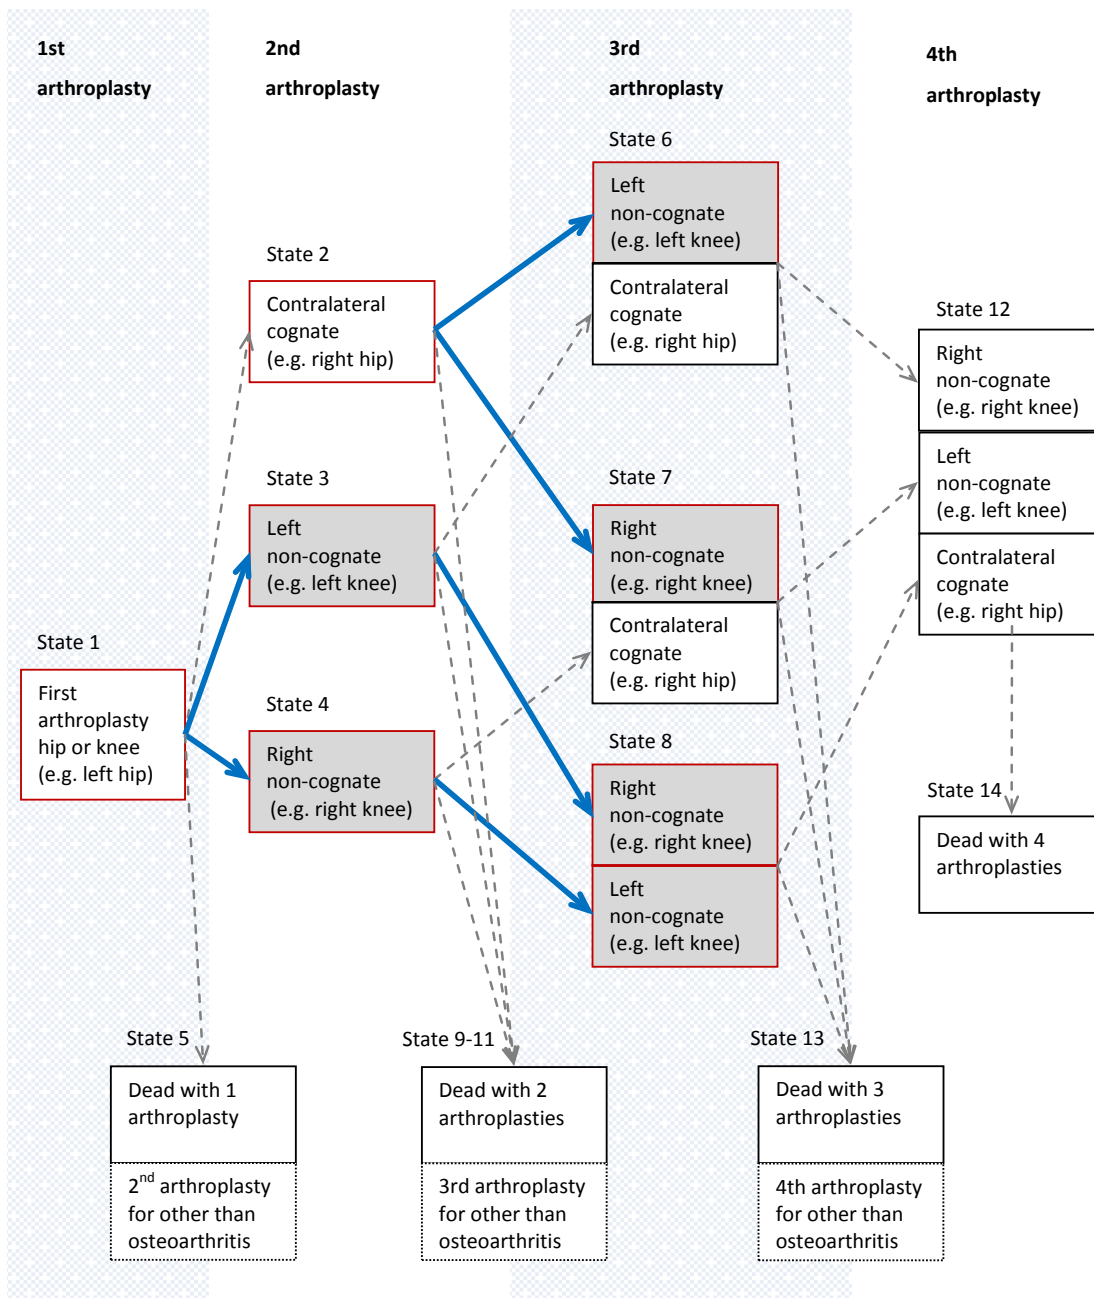 1st
arthroplasty
2nd
arthroplasty
3rd
arthroplasty
4th
arthroplasty
State 1
First
arthroplasty
hip or knee
(e.g. left hip)
State 2
Contralateral
cognate
(e.g. right hip)
State 3
Left
non-cognate
(e.g. left knee)
State 4
Right
non-cognate
(e.g. right knee)
State 6
Left
non-cognate
(e.g. left knee)
Contralateral
cognate
(e.g. right hip)
State 7
Right
non-cognate
(e.g. right knee)
Contralateral
cognate
(e.g. right hip)
State 8
Right
non-cognate
(e.g. right knee)
Left
non-cognate
(e.g. left knee)
State 12
Right
non-cognate
(e.g. right knee)
Left
non-cognate
(e.g. left knee)
Contralateral
cognate
(e.g. right hip)
State 14
Dead with 4
arthroplasties
State 5
Dead with 1
arthroplasty
2nd arthroplasty
for other than
osteoarthritis
State 9-11
Dead with 2
arthroplasties
3rd arthroplasty
for other than
osteoarthritis
State 13
Dead with 3
arthroplasties
4th arthroplasty
for other than
osteoarthritis